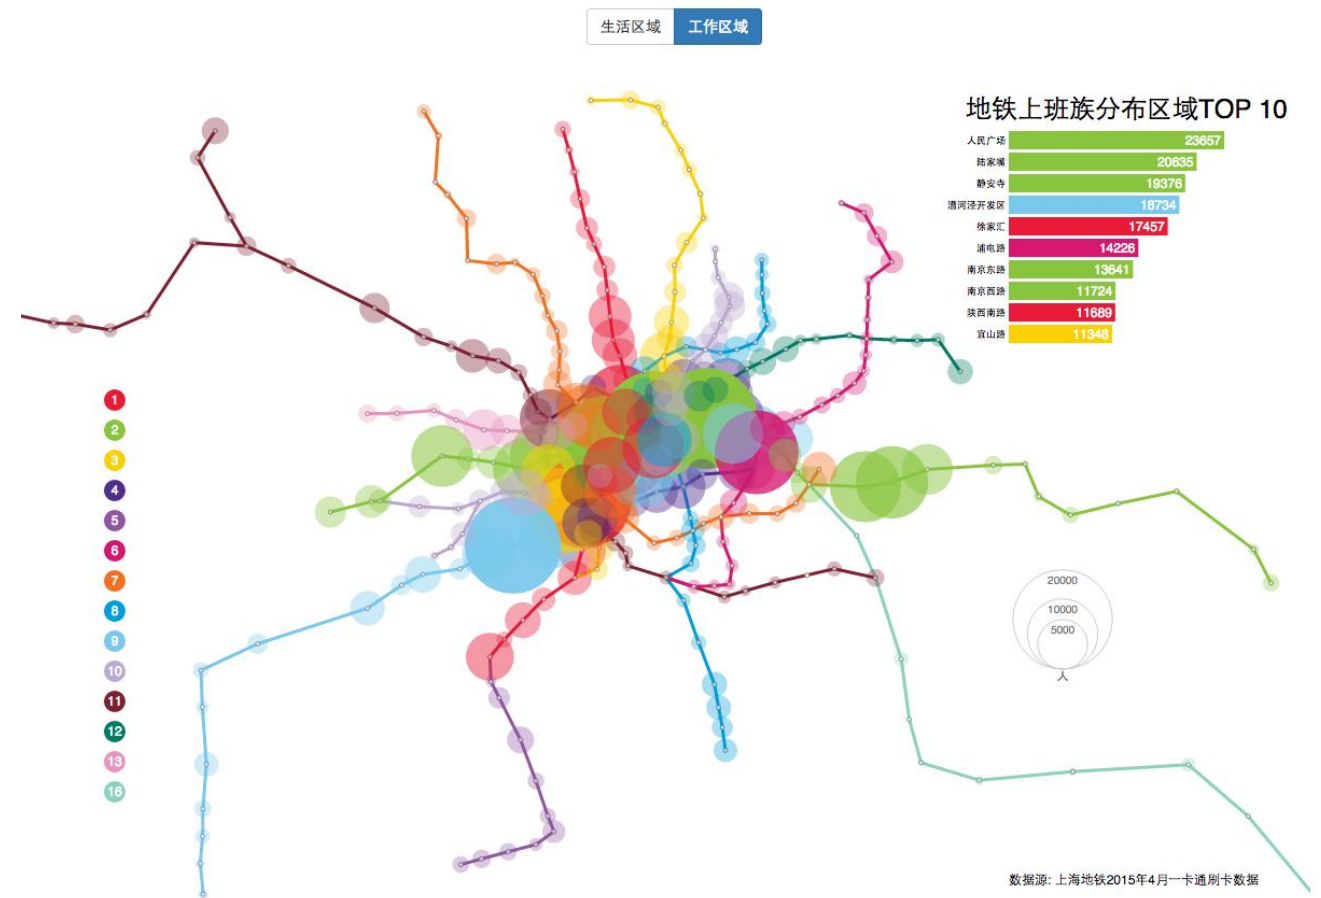 生活区域 工作区域
地铁上班族分布区域TOP 10
人民广场 23657
陆家嘴 20635
静安寺 19376
漕河泾开发区 18734
徐家汇 17457
浦电路 14226
南京东路 13641
南京西路 11724
陕西南路 11689
宜山路 11348
1
2
3
4
5
6
7
8
9
10
11
12
13
16
20000
10000
5000
人
数据源: 上海地铁2015年4月一卡通刷卡数据